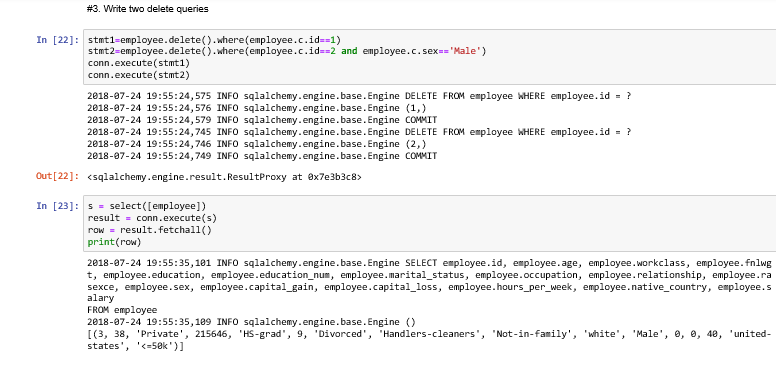 #3. Write two delete queries
In [22]: stmt1=employee.delete().where(employee.c.id==1)
stmt2=employee.delete().where(employee.c.id==2 and employee.c.sex=='Male')
conn.execute(stmt1)
conn.execute(stmt2)
2018-07-24 19:55:24,575 INFO sqlalchemy.engine.base.Engine DELETE FROM employee WHERE employee.id = ?
2018-07-24 19:55:24,576 INFO sqlalchemy.engine.base.Engine (1,)
2018-07-24 19:55:24,579 INFO sqlalchemy.engine.base.Engine COMMIT
2018-07-24 19:55:24,745 INFO sqlalchemy.engine.base.Engine DELETE FROM employee WHERE employee.id = ?
2018-07-24 19:55:24,746 INFO sqlalchemy.engine.base.Engine (2,)
2018-07-24 19:55:24,749 INFO sqlalchemy.engine.base.Engine COMMIT
Out[22]: <sqlalchemy.engine.result.ResultProxy at 0x7e3b3c8>
In [23]: s = select([employee])
result = conn.execute(s)
row = result.fetchall()
print(row)
2018-07-24 19:55:35,101 INFO sqlalchemy.engine.base.Engine SELECT employee.id, employee.age, employee.workclass, employee.fnlwg
t, employee.education, employee.education_num, employee.marital_status, employee.occupation, employee.relationship, employee.ra
sexce, employee.sex, employee.capital_gain, employee.capital_loss, employee.hours_per_week, employee.native_country, employee.s
alary
FROM employee
2018-07-24 19:55:35,109 INFO sqlalchemy.engine.base.Engine ()
[(3, 38, 'Private', 215646, 'HS-grad', 9, 'Divorced', 'Handlers-cleaners', 'Not-in-family', 'white', 'Male', 0, 0, 40, 'united-
states', '<=50k')]